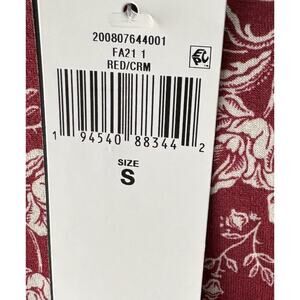 200807644001
FA21 1
RED/CRM
1 94540 88344 2
SIZE
S